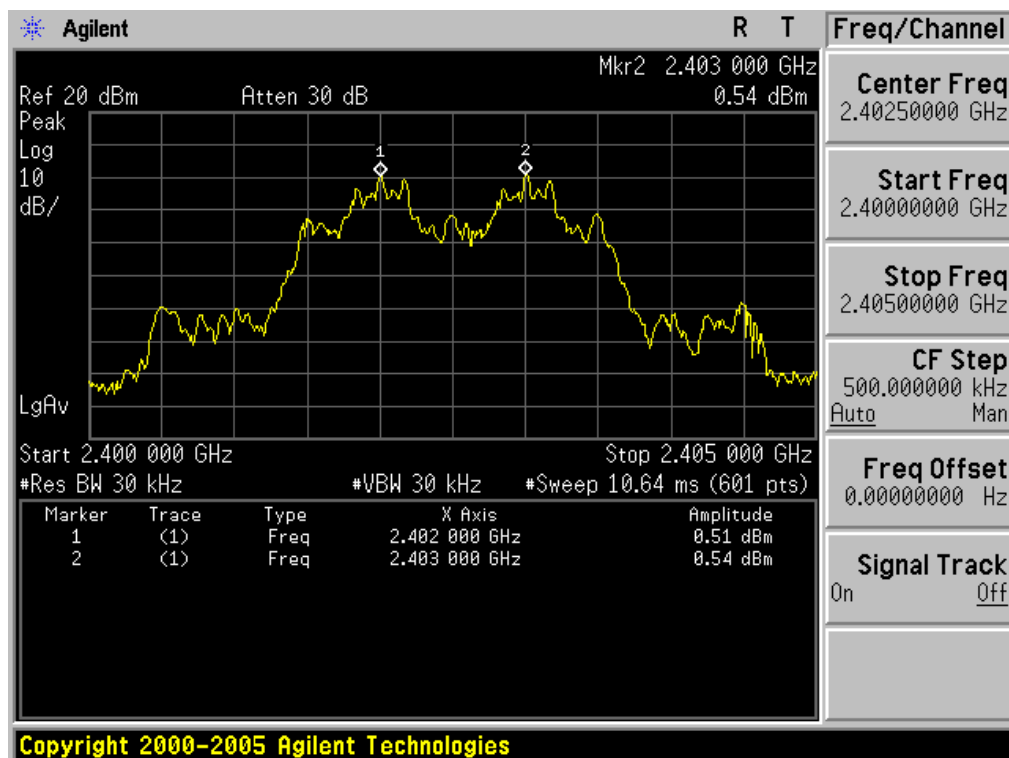 Agilent R T
Mkr2 2.403 000 GHz
Ref 20 dBm Atten 30 dB 0.54 dBm
Peak
Log
10
dB/
1 2
LgAv
Start 2.400 000 GHz Stop 2.405 000 GHz
#Res BW 30 kHz #VBW 30 kHz #Sweep 10.64 ms (601 pts)
Marker Trace Type X Axis Amplitude
1 (1) Freq 2.402 000 GHz 0.51 dBm
2 (1) Freq 2.403 000 GHz 0.54 dBm
Copyright 2000-2005 Agilent Technologies
Freq/Channel
Center Freq
2.40250000 GHz
Start Freq
2.40000000 GHz
Stop Freq
2.40500000 GHz
CF Step
500.000000 kHz
Auto Man
Freq Offset
0.00000000 Hz
Signal Track
On Off